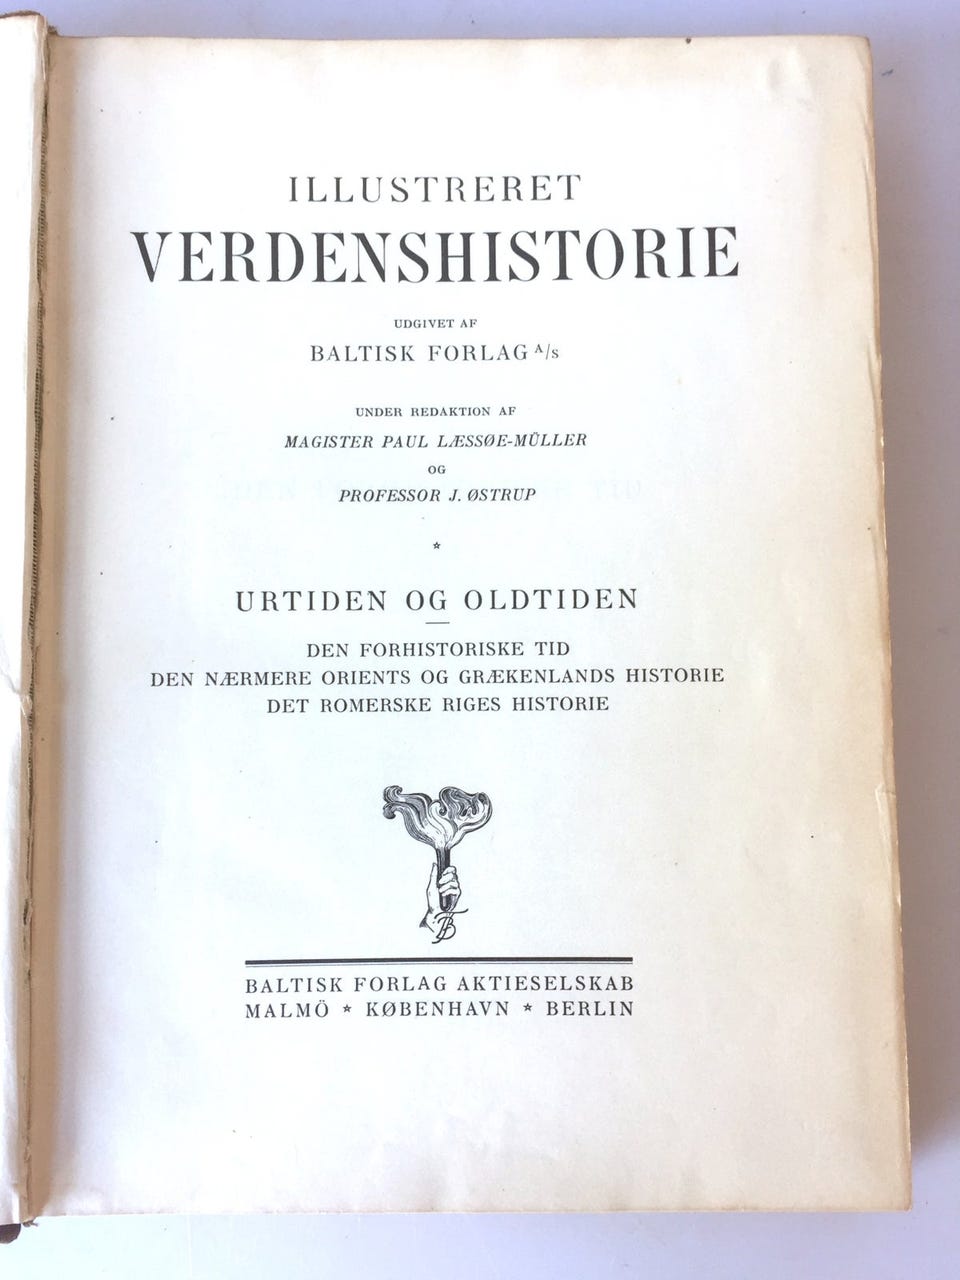 ILLUSTRERET
VERDENSHISTORIE
UDGIVET AF
BALTISK FORLAG A/S
UNDER REDAKTION AF
MAGISTER PAUL LÆSSØE-MÜLLER
OG
PROFESSOR J. ØSTRUP
*
URTIDEN OG OLDTIDEN
DEN FORHISTORISKE TID
DEN NÆRMERE ORIENTS OG GRÆKENLANDS HISTORIE
DET ROMERSKE RIGES HISTORIE
BF
BALTISK FORLAG AKTIESELSKAB
MALMÖ * KØBENHAVN * BERLIN